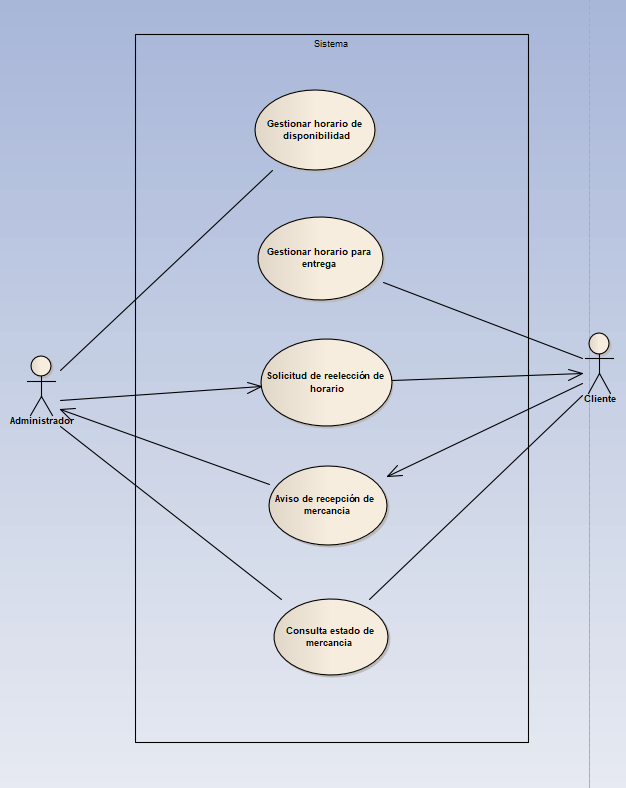 Sistema
Gestionar horario de
disponibilidad
Gestionar horario para
entrega
Solicitud de reelección de
horario
Administrador
Cliente
Aviso de recepción de
mercancia
Consulta estado de
mercancia